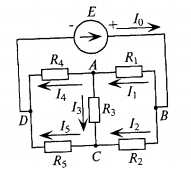 E
- + I₀
R₄ A R₁
I₄ I₃ R₃ I₁
D B
I₅ I₂
R₅ C R₂